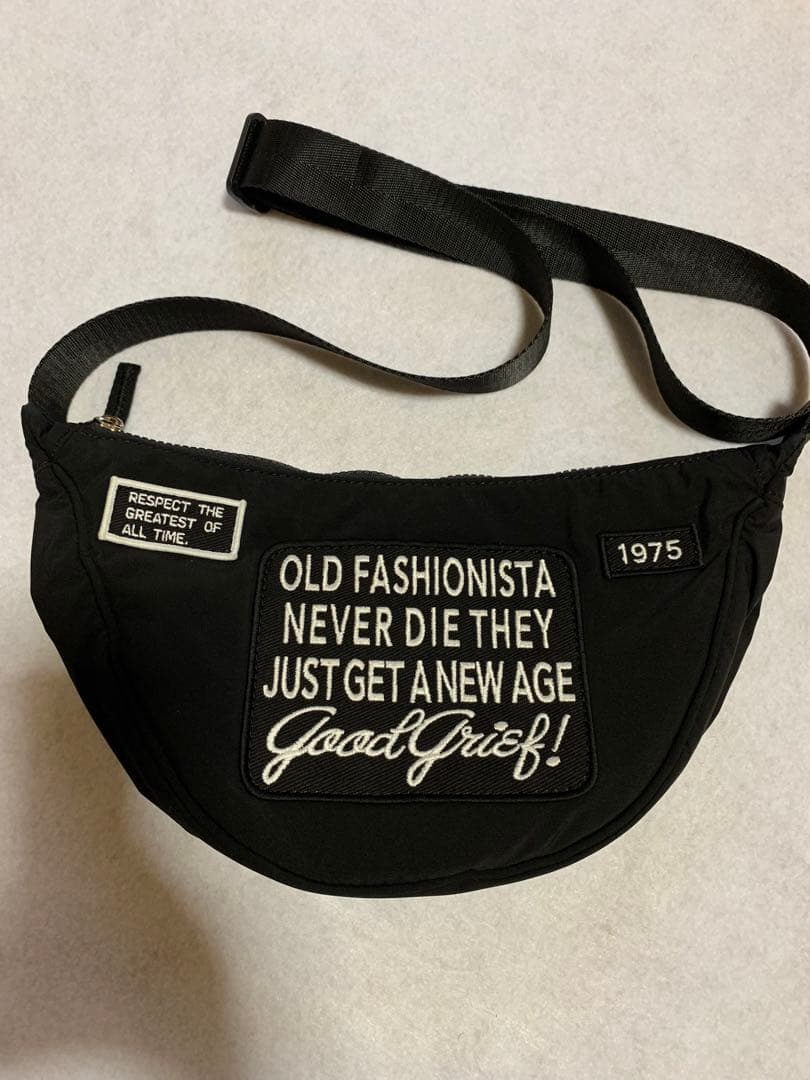 RESPECT THE
GREATEST OF
ALL TIME.
1975
OLD FASHIONISTA
NEVER DIE THEY
JUST GET A NEW AGE
Good Grief!